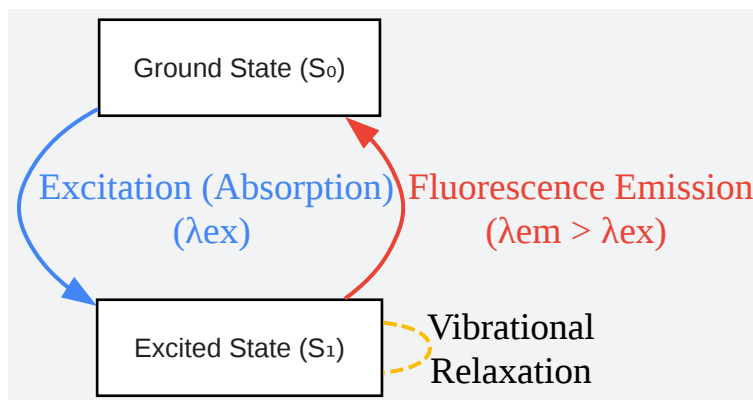 Ground State (S₀)
Excitation (Absorption)
(λex)
Fluorescence Emission
(λem > λex)
Excited State (S₁)
Vibrational
Relaxation